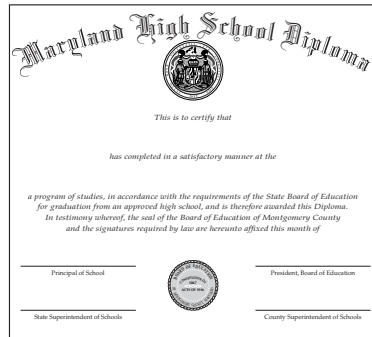 Maryland High School Diploma
This is to certify that
has completed in a satisfactory manner at the
a program of studies, in accordance with the requirements of the State Board of Education
for graduation from an approved high school, and is therefore awarded this Diploma.
In testimony whereof, the seal of the Board of Education of Montgomery County
and the signatures required by law are hereunto affixed this month of
Principal of School
President, Board of Education
State Superintendent of Schools
County Superintendent of Schools